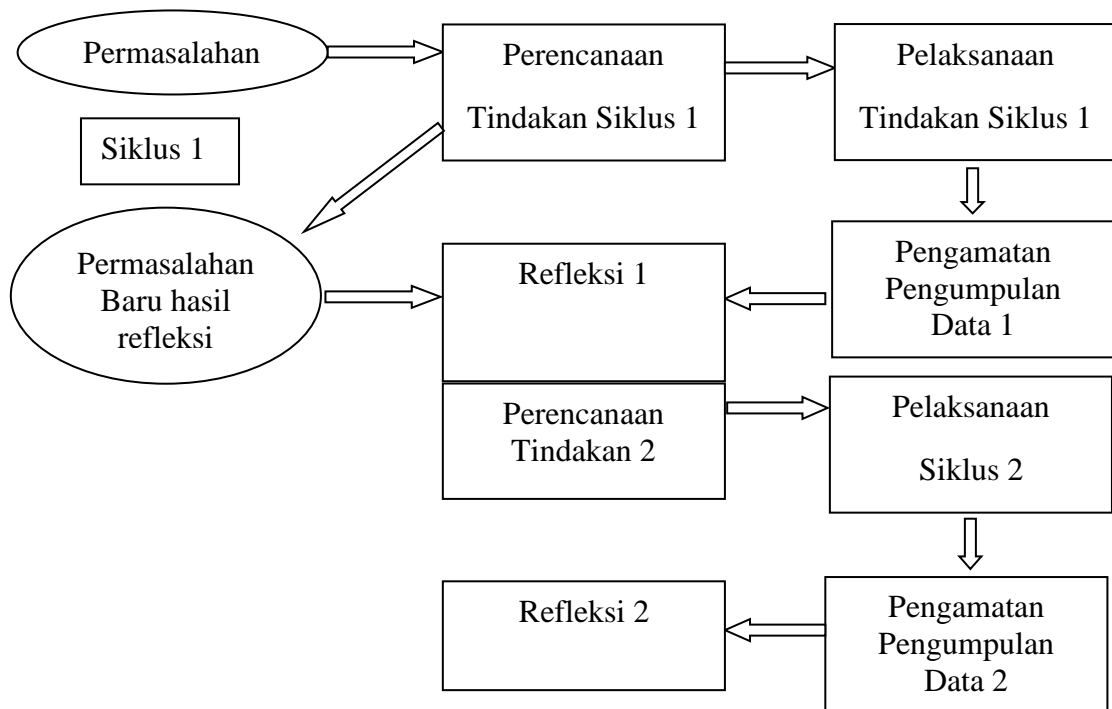 Permasalahan
Perencanaan
Tindakan Siklus 1
Pelaksanaan
Tindakan Siklus 1
Siklus 1
Permasalahan
Baru hasil
refleksi
Refleksi 1
Pengamatan
Pengumpulan
Data 1
Perencanaan
Tindakan 2
Pelaksanaan
Siklus 2
Refleksi 2
Pengamatan
Pengumpulan
Data 2